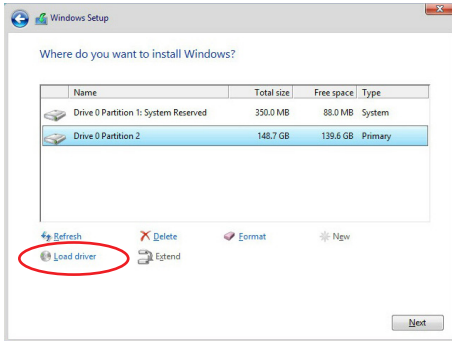 Windows Setup
Where do you want to install Windows?
Name Total size Free space Type
Drive 0 Partition 1: System Reserved 350.0 MB 88.0 MB System
Drive 0 Partition 2 148.7 GB 139.6 GB Primary
Refresh Delete Format New
Load driver Extend
Next